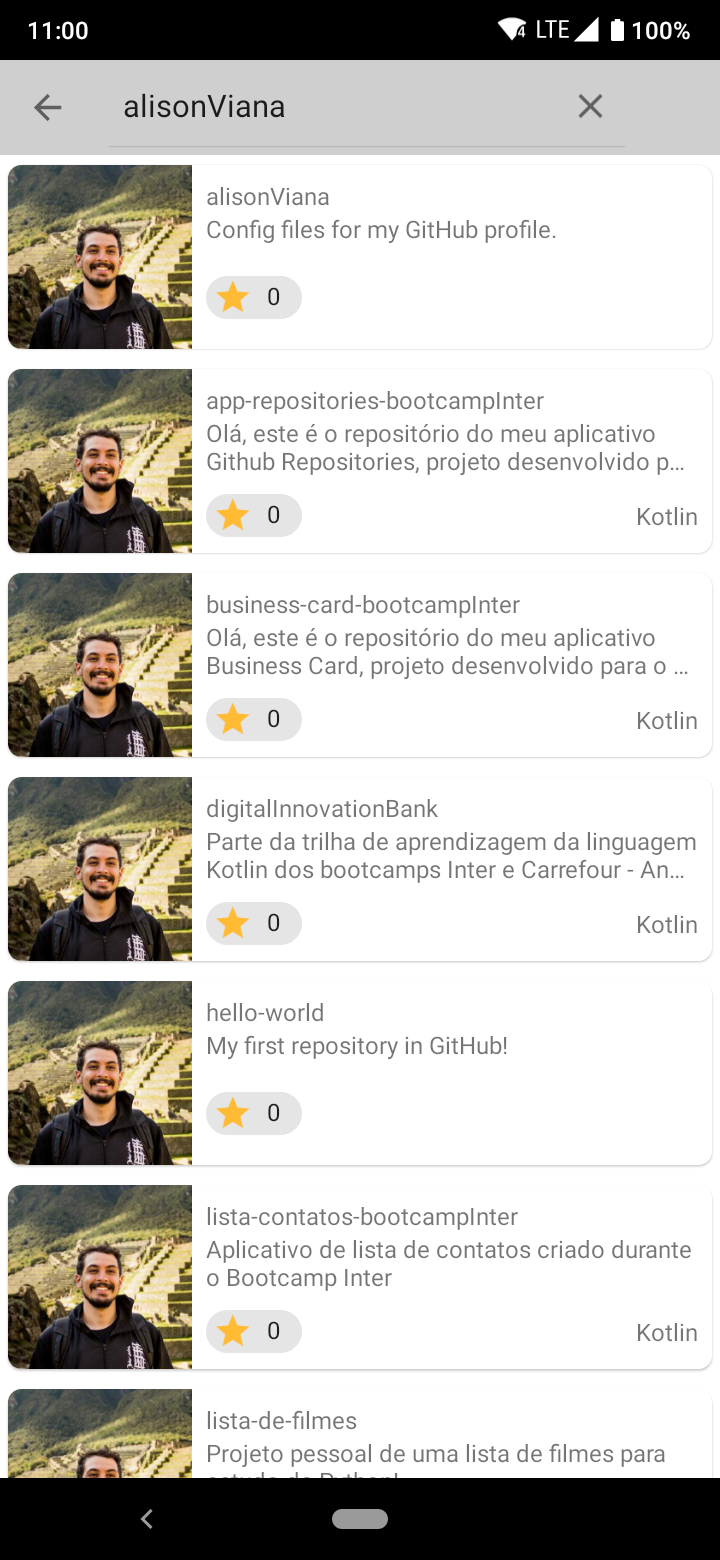 11:00
LTE 100%
alisonViana
alisonViana
Config files for my GitHub profile.
0
app-repositories-bootcampInter
Olá, este é o repositório do meu aplicativo
Github Repositories, projeto desenvolvido p…
0
Kotlin
business-card-bootcampInter
Olá, este é o repositório do meu aplicativo
Business Card, projeto desenvolvido para o …
0
Kotlin
digitalInnovationBank
Parte da trilha de aprendizagem da linguagem
Kotlin dos bootcamps Inter e Carrefour - An…
0
Kotlin
hello-world
My first repository in GitHub!
0
lista-contatos-bootcampInter
Aplicativo de lista de contatos criado durante
o Bootcamp Inter
0
Kotlin
lista-de-filmes
Projeto pessoal de uma lista de filmes para